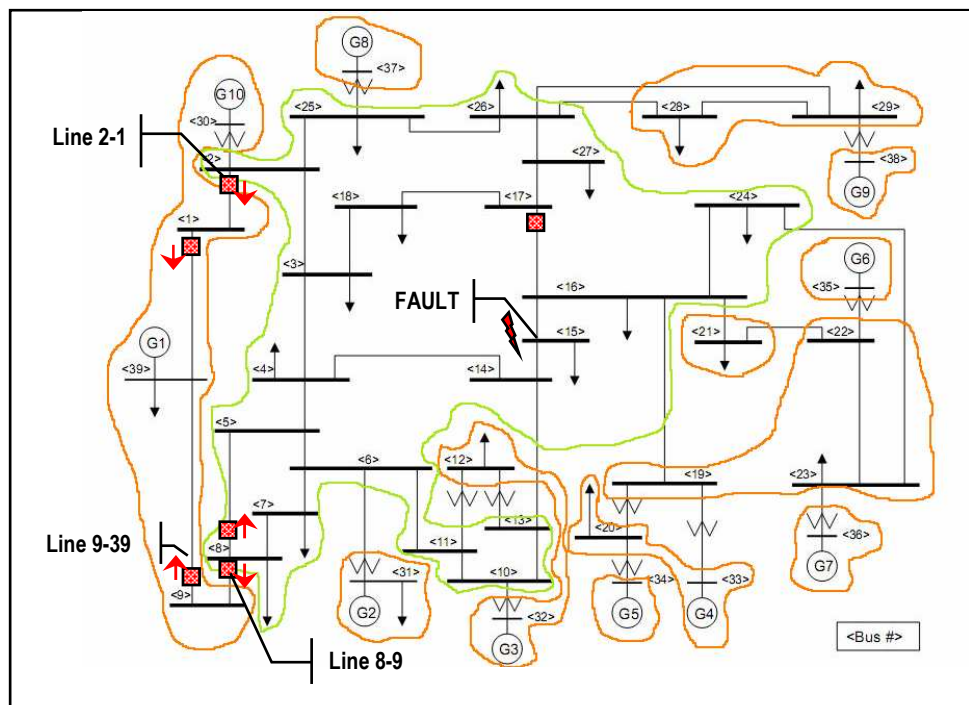 G8
<37>
G10
<30>
<25>
<26>
<28>
<29>
Line 2-1
<2>
<27>
<38>
G9
<18>
<17>
<24>
<1>
G6
<3>
FAULT
<16>
<35>
<15>
<21>
<22>
G1
<39>
<4>
<14>
<5>
<6>
<12>
<19>
<23>
<7>
<13>
<20>
<36>
Line 9-39
<8>
<11>
<10>
<31>
<34>
<33>
G7
<9>
G2
<32>
G5
G4
G3
<Bus #>
Line 8-9